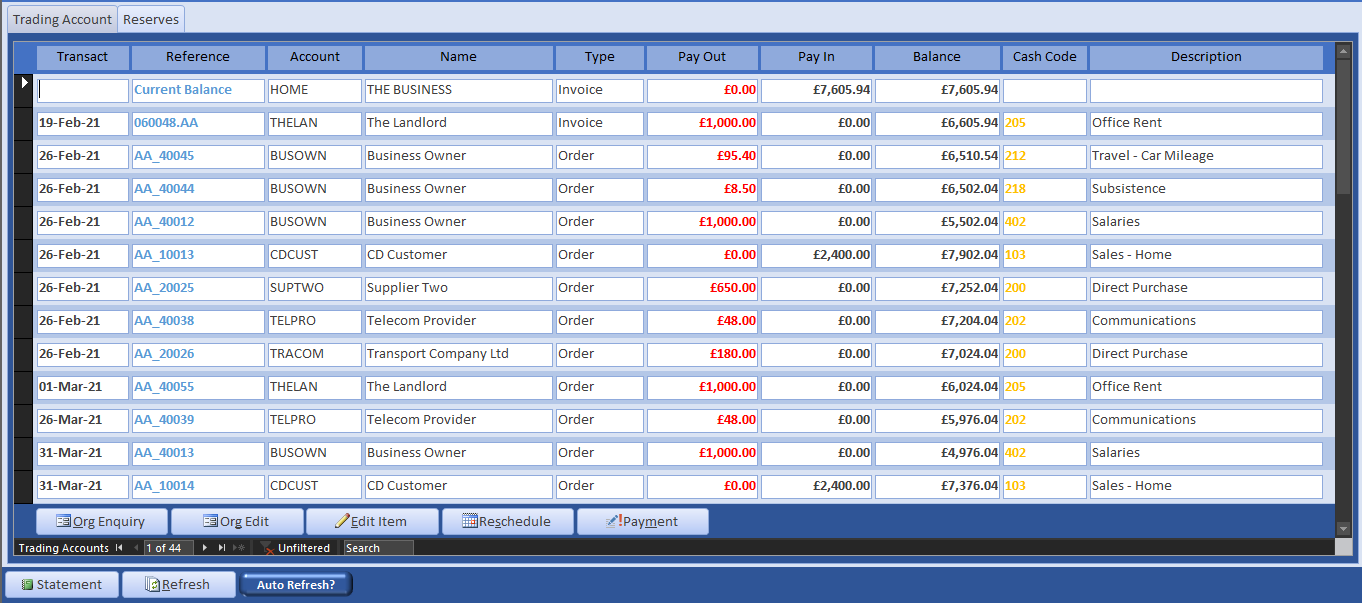 Trading Account Reserves
Transact Reference Account Name Type Pay Out Pay In Balance Cash Code Description
Current Balance HOME THE BUSINESS Invoice £0.00 £7,605.94 £7,605.94
19-Feb-21 060048.AA THELAN The Landlord Invoice £1,000.00 £0.00 £6,605.94 205 Office Rent
26-Feb-21 AA_40045 BUSOWN Business Owner Order £95.40 £0.00 £6,510.54 212 Travel - Car Mileage
26-Feb-21 AA_40044 BUSOWN Business Owner Order £8.50 £0.00 £6,502.04 218 Subsistence
26-Feb-21 AA_40012 BUSOWN Business Owner Order £1,000.00 £0.00 £5,502.04 402 Salaries
26-Feb-21 AA_10013 CDCUST CD Customer Order £0.00 £2,400.00 £7,902.04 103 Sales - Home
26-Feb-21 AA_20025 SUPTWO Supplier Two Order £650.00 £0.00 £7,252.04 200 Direct Purchase
26-Feb-21 AA_40038 TELPRO Telecom Provider Order £48.00 £0.00 £7,204.04 202 Communications
26-Feb-21 AA_20026 TRACOM Transport Company Ltd Order £180.00 £0.00 £7,024.04 200 Direct Purchase
01-Mar-21 AA_40055 THELAN The Landlord Order £1,000.00 £0.00 £6,024.04 205 Office Rent
26-Mar-21 AA_40039 TELPRO Telecom Provider Order £48.00 £0.00 £5,976.04 202 Communications
31-Mar-21 AA_40013 BUSOWN Business Owner Order £1,000.00 £0.00 £4,976.04 402 Salaries
31-Mar-21 AA_10014 CDCUST CD Customer Order £0.00 £2,400.00 £7,376.04 103 Sales - Home
Org Enquiry Org Edit Edit Item Reschedule Payment
Trading Accounts 1 of 44 Unfiltered Search
Statement Refresh Auto Refresh?